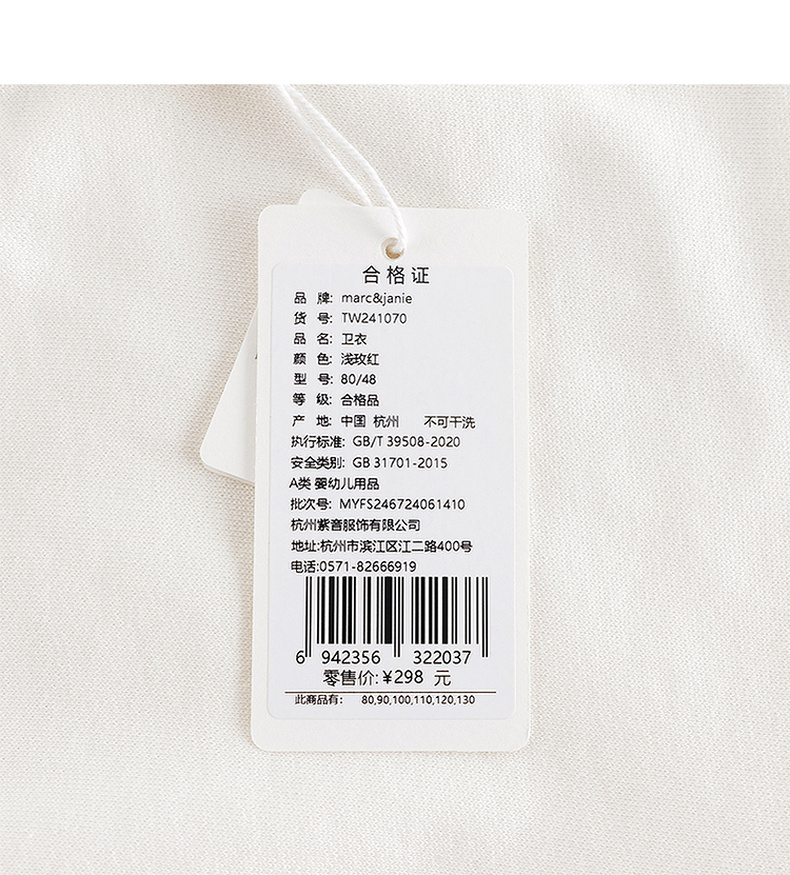 合格证
品 牌: marc&janie
货 号: TW241070
品 名: 卫衣
颜 色: 浅玫红
型 号: 80/48
等 级: 合格品
产 地: 中国 杭州 不可干洗
执行标准: GB/T 39508-2020
安全类别: GB 31701-2015
A类 婴幼儿用品
批次号: MYFS246724061410
杭州紫音服饰有限公司
地址:杭州市滨江区江二路400号
电话:0571-82666919
6 942356 322037
零售价:¥298 元
此商品有: 80,90,100,110,120,130